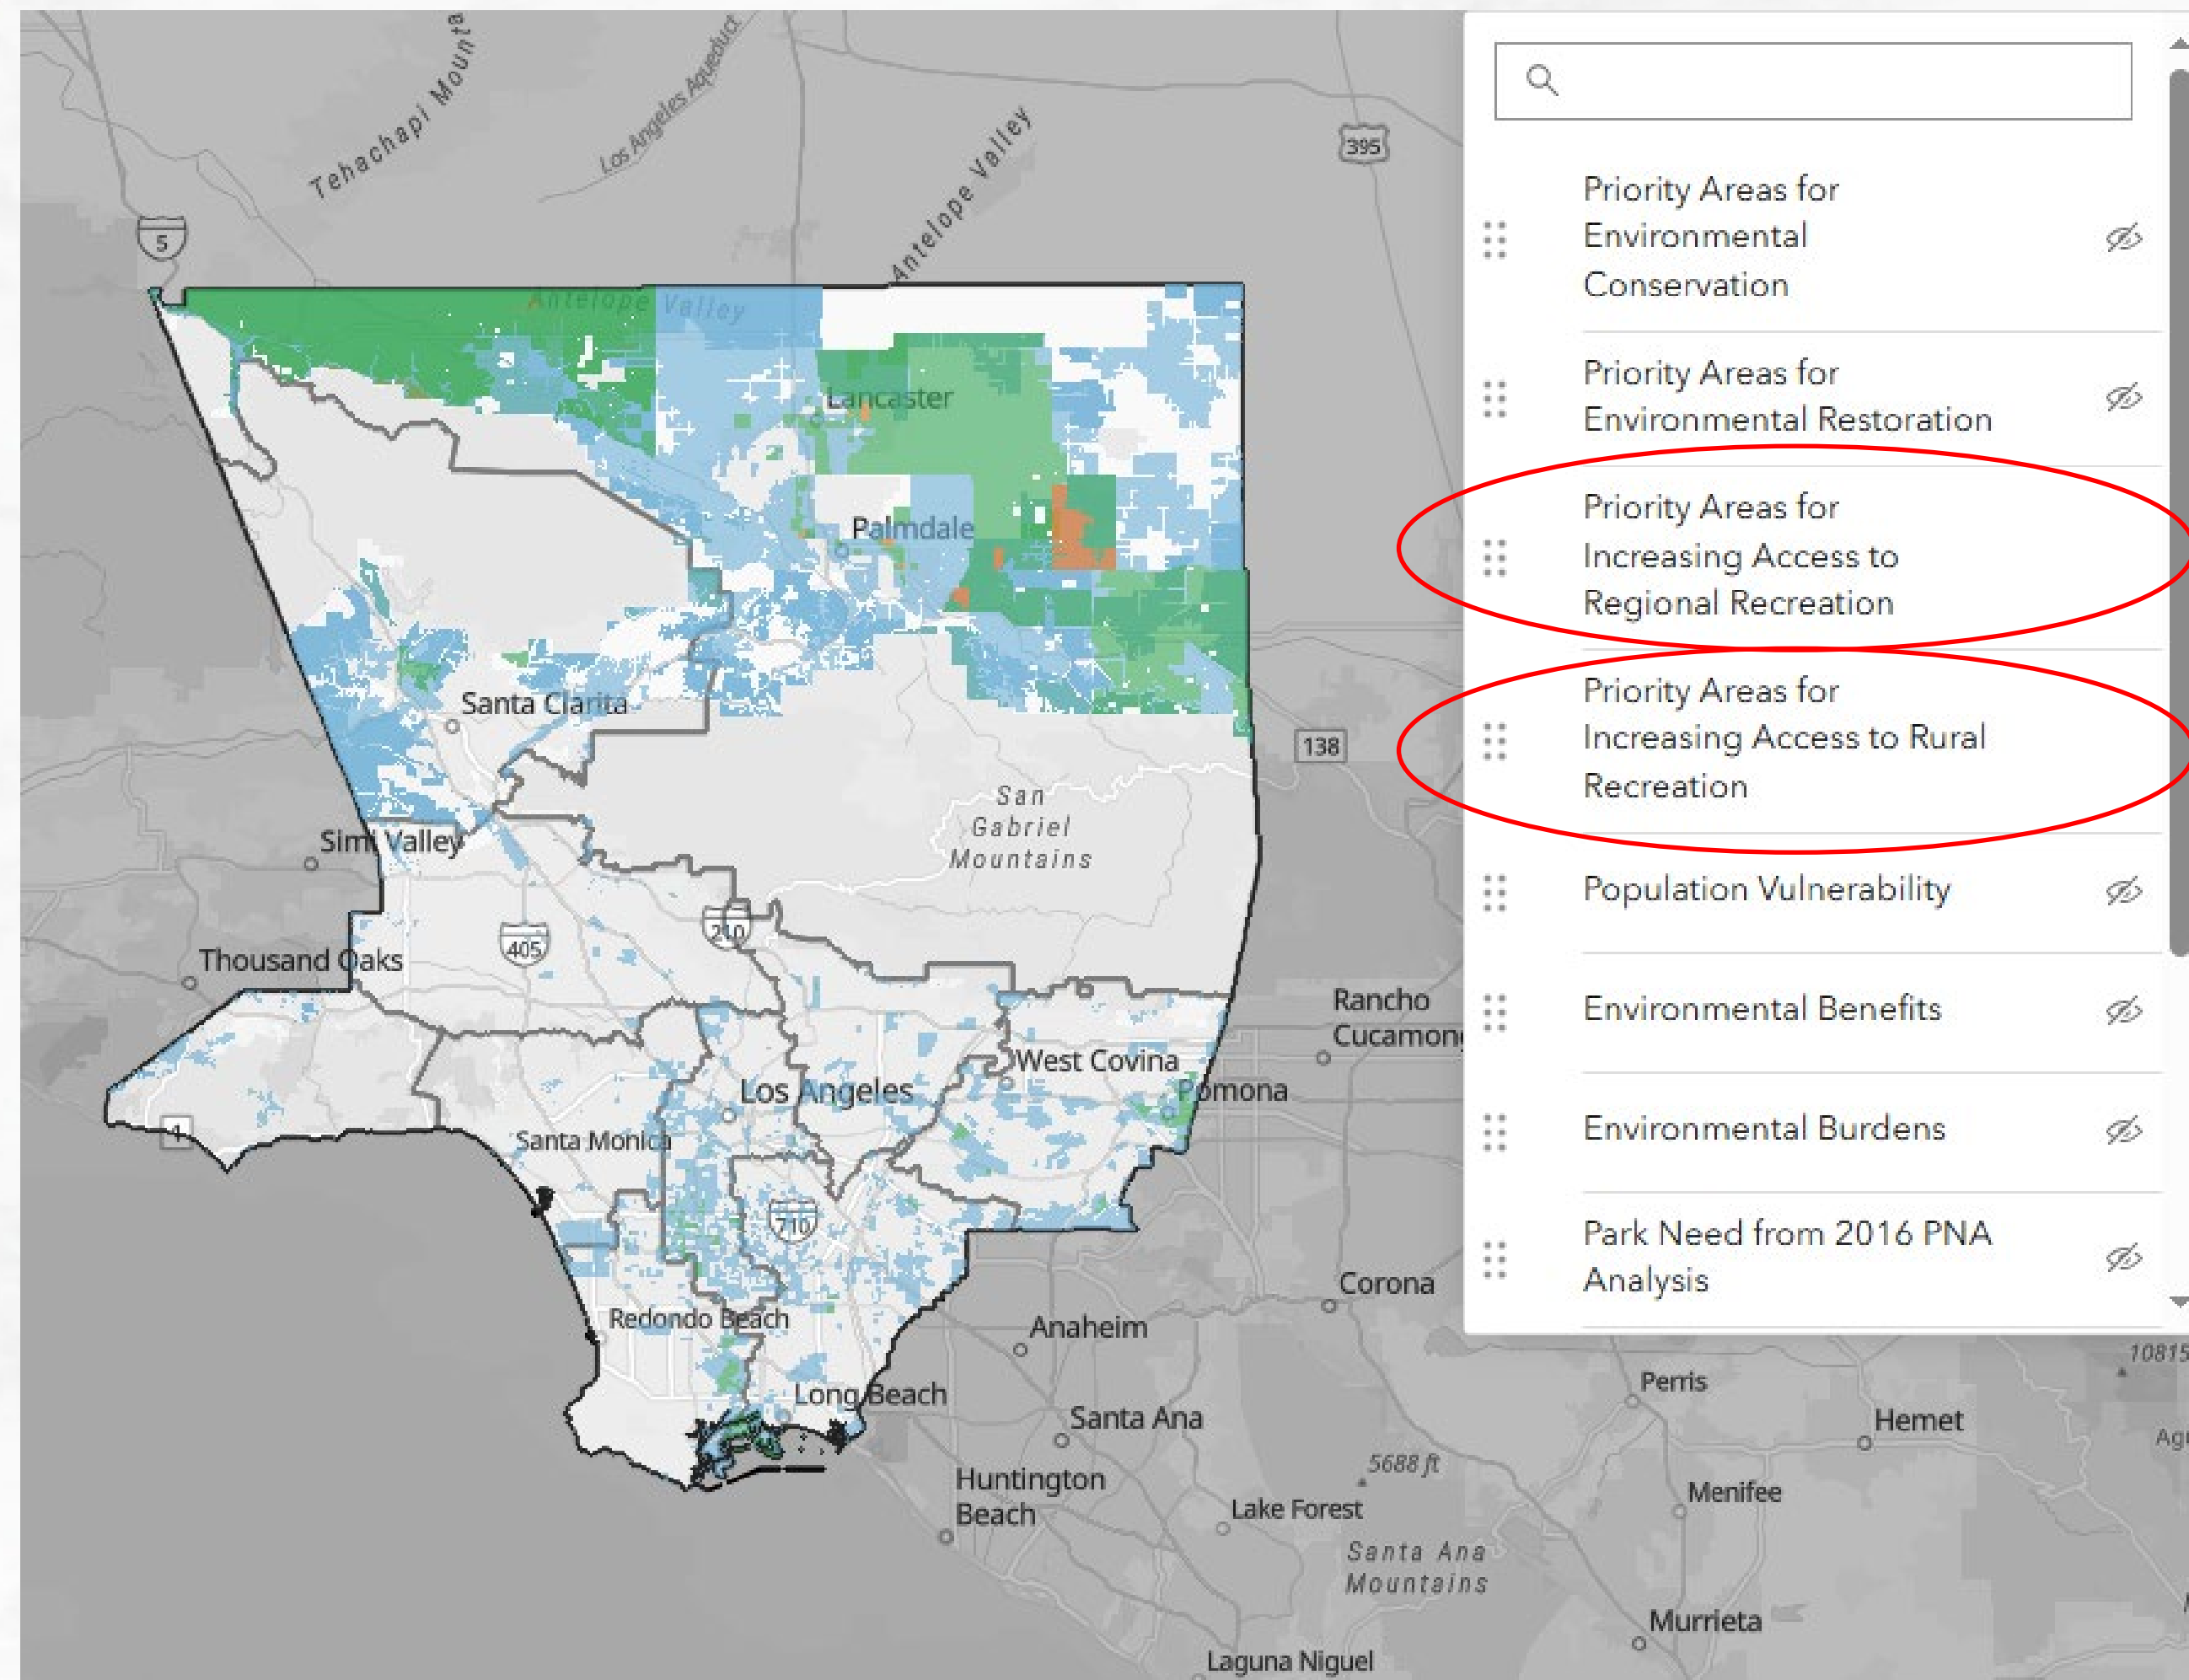 Tehachapi Mounta
Los Angeles Aqueduct
Antelope Valley
395
5
Antelope Valley
Lancaster
Palmdale
Santa Clarita
138
San
Gabriel
Mountains
Simi Valley
210
405
Thousand Oaks
Rancho
Cucamong
West Covina
Los Angeles
Pomona
1
Santa Monica
710
Corona
Redondo Beach
Anaheim
Long Beach
Santa Ana
Perris
10815
Hemet
Agu
Huntington
Beach
5688 ft
Lake Forest
Menifee
Santa Ana
Mountains
Murrieta
Laguna Niguel
Priority Areas for
Environmental
Conservation
Priority Areas for
Environmental Restoration
Priority Areas for
Increasing Access to
Regional Recreation
Priority Areas for
Increasing Access to Rural
Recreation
Population Vulnerability
Environmental Benefits
Environmental Burdens
Park Need from 2016 PNA
Analysis